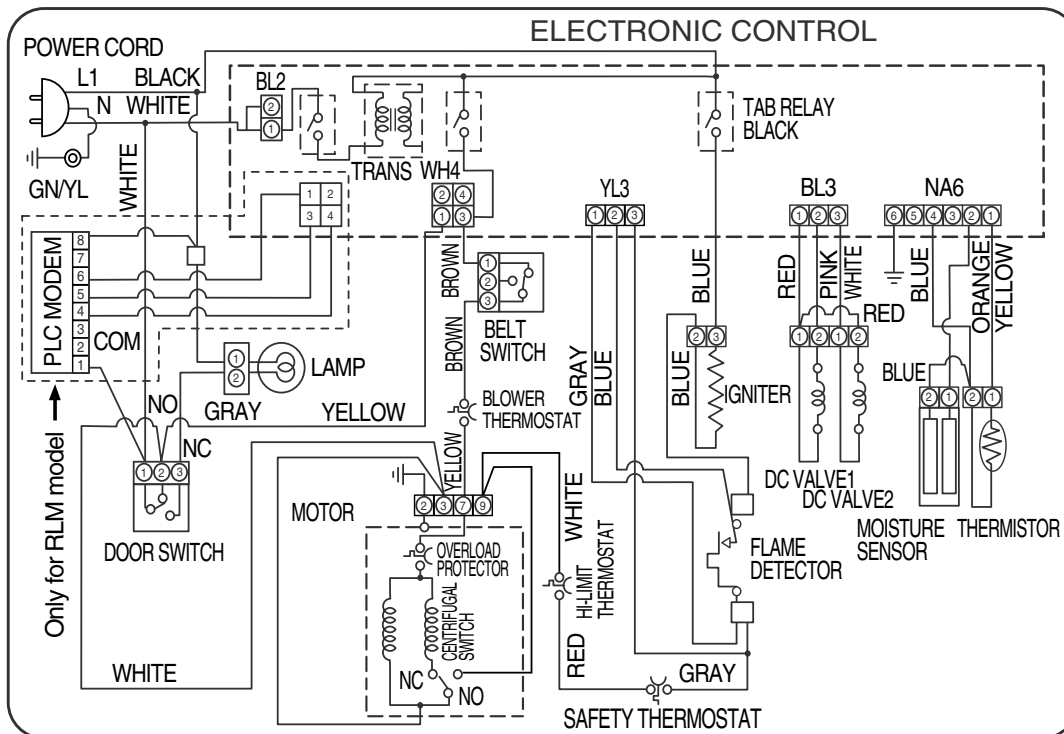 ELECTRONIC CONTROL
POWER CORD
L1 BLACK
N WHITE
GN/YL
WHITE
BL2
2
1
TRANS
WH4
2 4
1 3
TAB RELAY
BLACK
YL3
1 2 3
BL3
1 2 3
NA6
6 5 4 3 2 1
1 2
3 4
PLC MODEM
8
7
6
5
4
3
2
1
COM
Only for RLM model
1
2
LAMP
GRAY
NO
NC
YELLOW
1 2 3
DOOR SWITCH
BROWN
1
2
3
BELT
SWITCH
BROWN
BLOWER
THERMOSTAT
YELLOW
2 3 7 9
MOTOR
OVERLOAD
PROTECTOR
CENTRIFUGAL
SWITCH
NC
NO
WHITE
WHITE
HI-LIMIT
THERMOSTAT
RED
SAFETY THERMOSTAT
GRAY
GRAY
BLUE
BLUE
BLUE
2 3
IGNITER
FLAME
DETECTOR
RED
PINK
WHITE
RED
1 2 1 2
DC VALVE1
DC VALVE2
BLUE
ORANGE
YELLOW
BLUE
2 1
2 1
MOISTURE
SENSOR
THERMISTOR